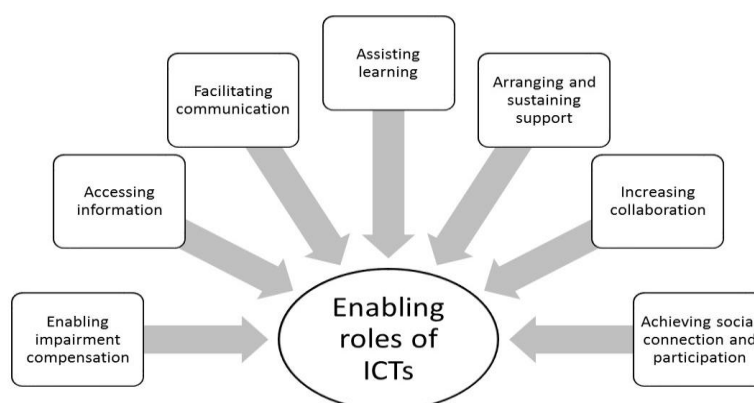 Assisting
learning
Facilitating
communication
Arranging and
sustaining
support
Accessing
information
Increasing
collaboration
Enabling
impairment
compensation
Enabling
roles of
ICTs
Achieving social
connection and
participation